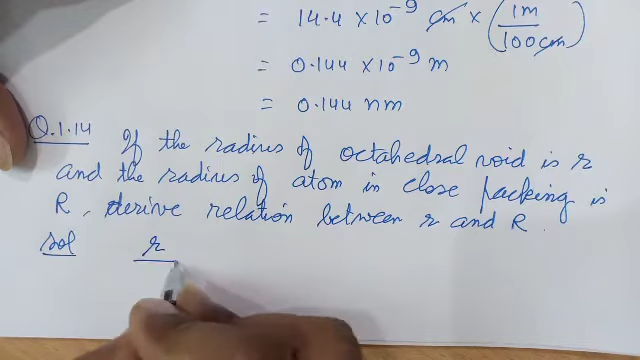 = 14.4 × 10⁻⁹ cm × (1m / 100cm)
= 0.144 × 10⁻⁹ m
= 0.144 nm
Q.1.14 If the radius of octahedral void is r
and the radius of atom in close packing is
R, derive relation between r and R.
sol r